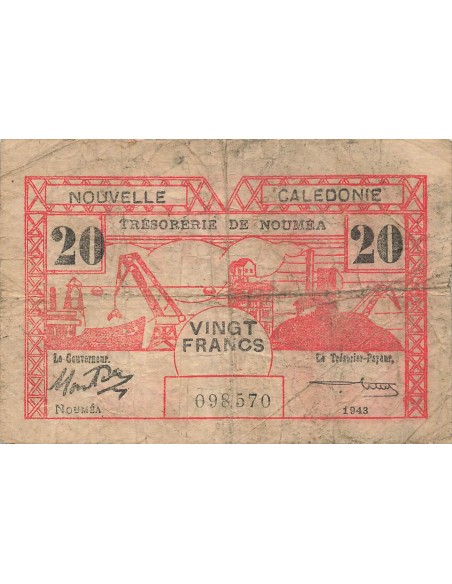 NOUVELLE CALEDONIE
TRÉSORERIE DE NOUMÉA
20 20
VINGT
FRANCS
Le Gouverneur, Le Trésorier-Payeur,
098570
NOUMÉA 1943